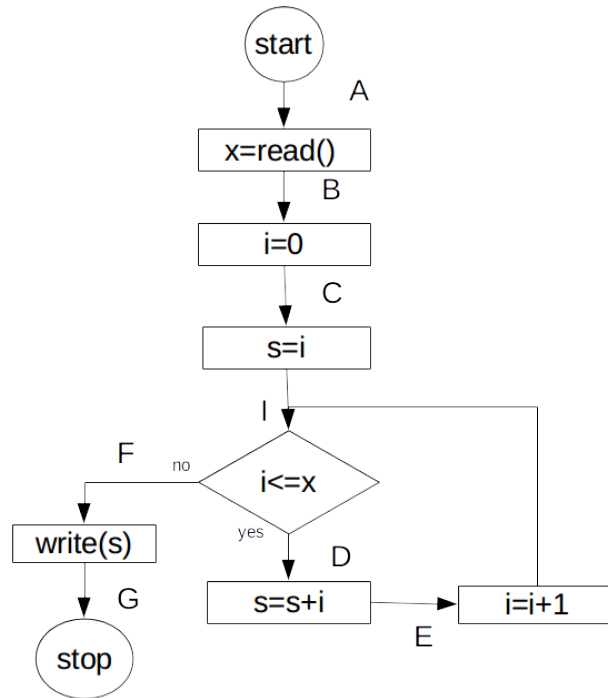 start
A
x=read()
B
i=0
C
s=i
I
F
no
i<=x
yes
write(s)
D
s=s+i
i=i+1
G
E
stop